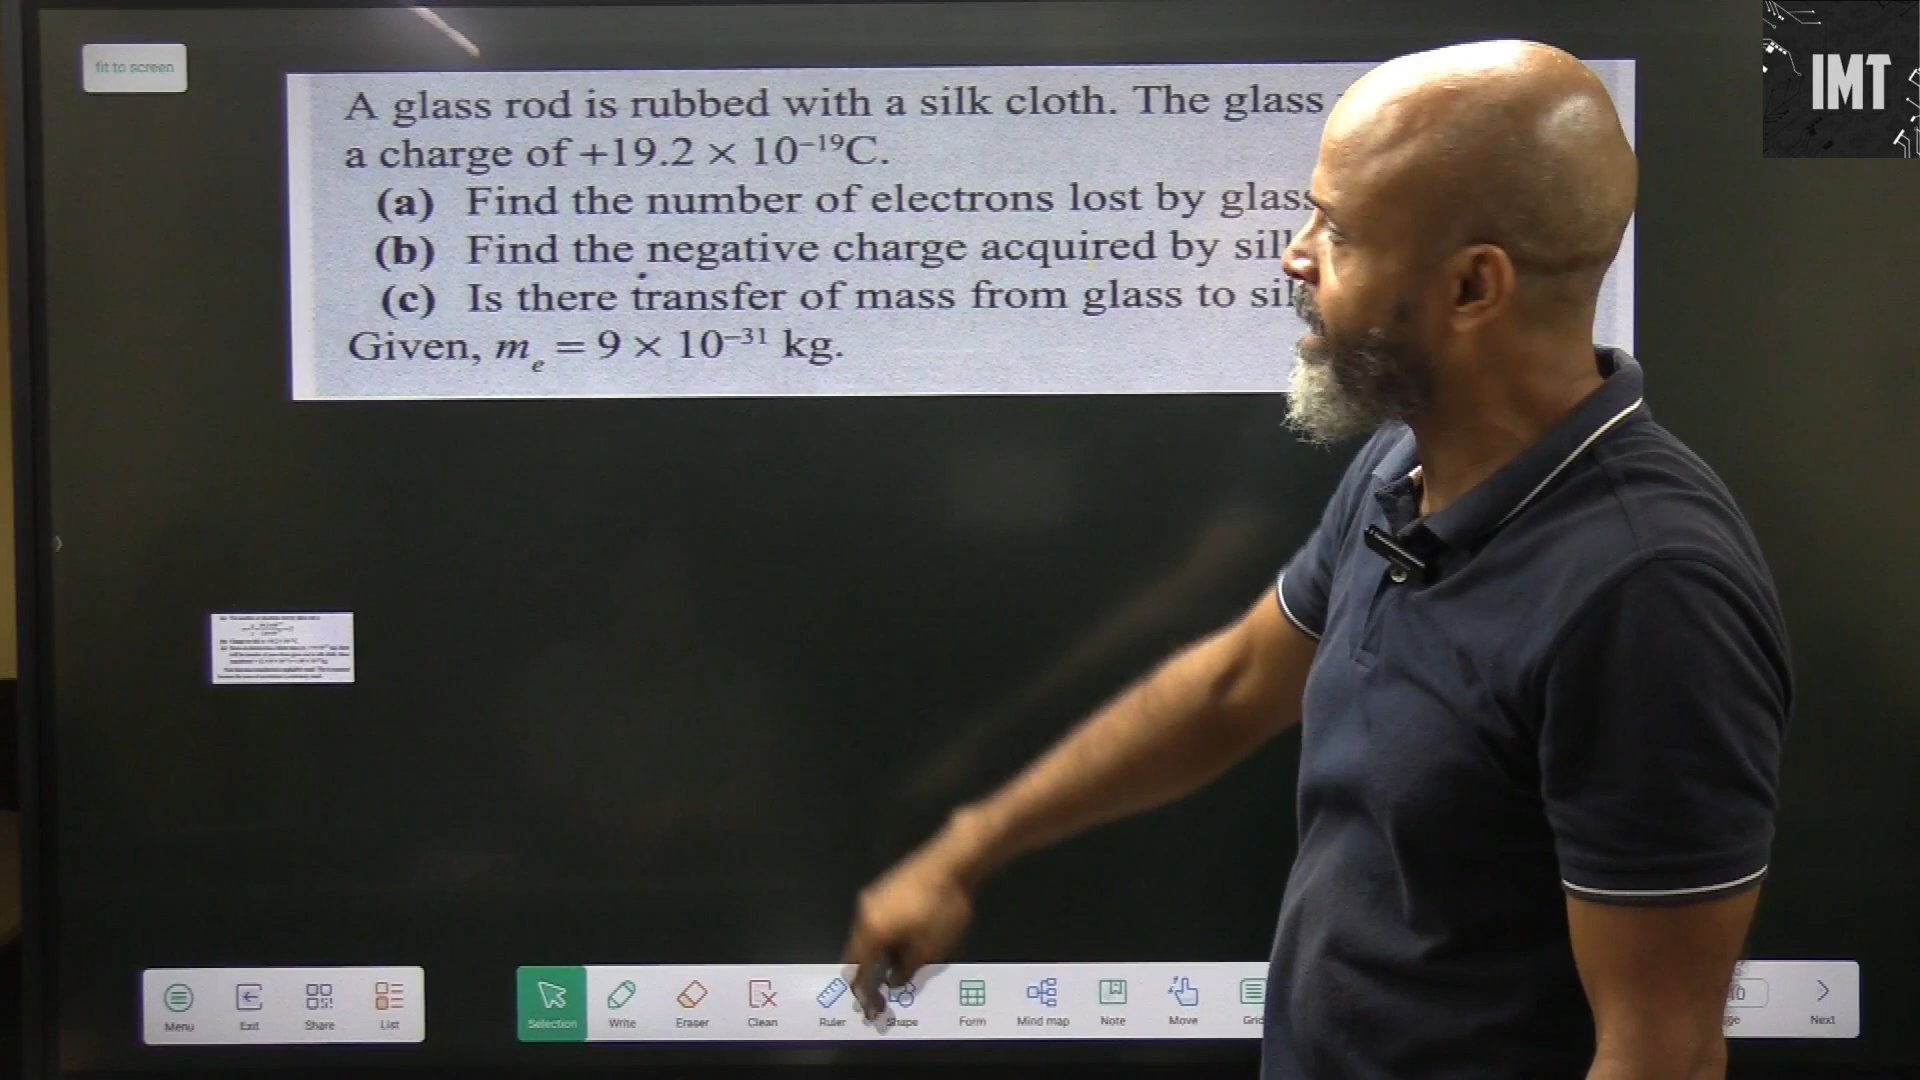 fit to screen
IMT
A glass rod is rubbed with a silk cloth. The glass
a charge of +19.2 × 10⁻¹⁹C.
(a) Find the number of electrons lost by glass
(b) Find the negative charge acquired by sil
(c) Is there transfer of mass from glass to sil
Given, mₑ = 9 × 10⁻³¹ kg.
Menu Exit Share List
Selection Write Eraser Clean Ruler Shape Form Mind map Note Move Grid
Next